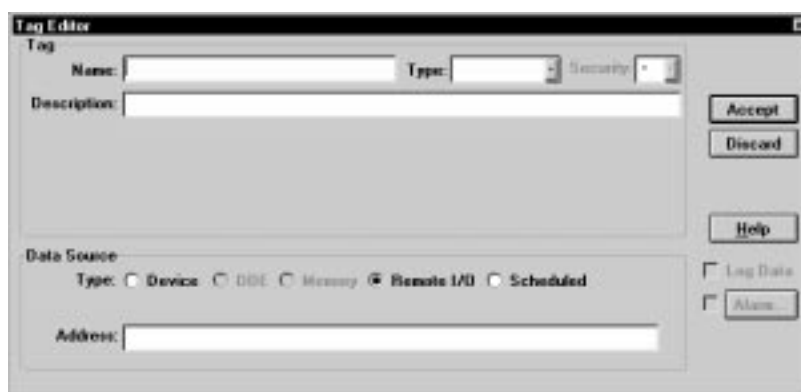 Tag Editor
Tag
Name: Type: Security: *
Description:
Accept
Discard
Help
Data Source
Type: Device DDE Memory Remote I/O Scheduled
Log Data
Alarm...
Address: